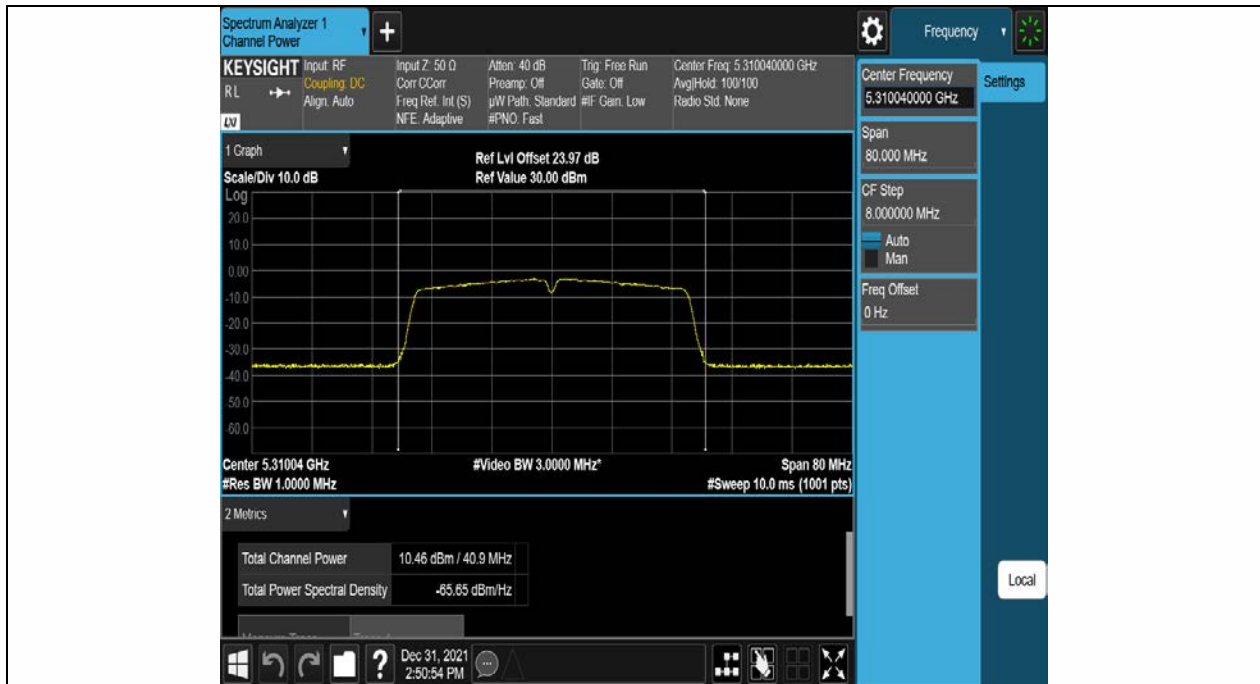 Spectrum Analyzer 1
Channel Power
+
Frequency
KEYSIGHT
RL
LXI
Input: RF
Coupling: DC
Align: Auto
Input Z: 50 Ω
Corr CCorr
Freq Ref: Int (S)
NFE: Adaptive
Atten: 40 dB
Preamp: Off
µW Path: Standard
#PNO: Fast
Trig: Free Run
Gate: Off
#IF Gain: Low
Center Freq: 5.310040000 GHz
Avg|Hold: 100/100
Radio Std: None
1 Graph
Scale/Div 10.0 dB
Ref Lvl Offset 23.97 dB
Ref Value 30.00 dBm
Log
20.0
10.0
0.00
-10.0
-20.0
-30.0
-40.0
-50.0
-60.0
Center 5.31004 GHz
#Video BW 3.0000 MHz*
Span 80 MHz
#Res BW 1.0000 MHz
#Sweep 10.0 ms (1001 pts)
2 Metrics
Total Channel Power 10.46 dBm / 40.9 MHz
Total Power Spectral Density -65.65 dBm/Hz
?
Dec 31, 2021
2:50:54 PM
Center Frequency
5.310040000 GHz
Settings
Span
80.000 MHz
CF Step
8.000000 MHz
Auto
Man
Freq Offset
0 Hz
Local